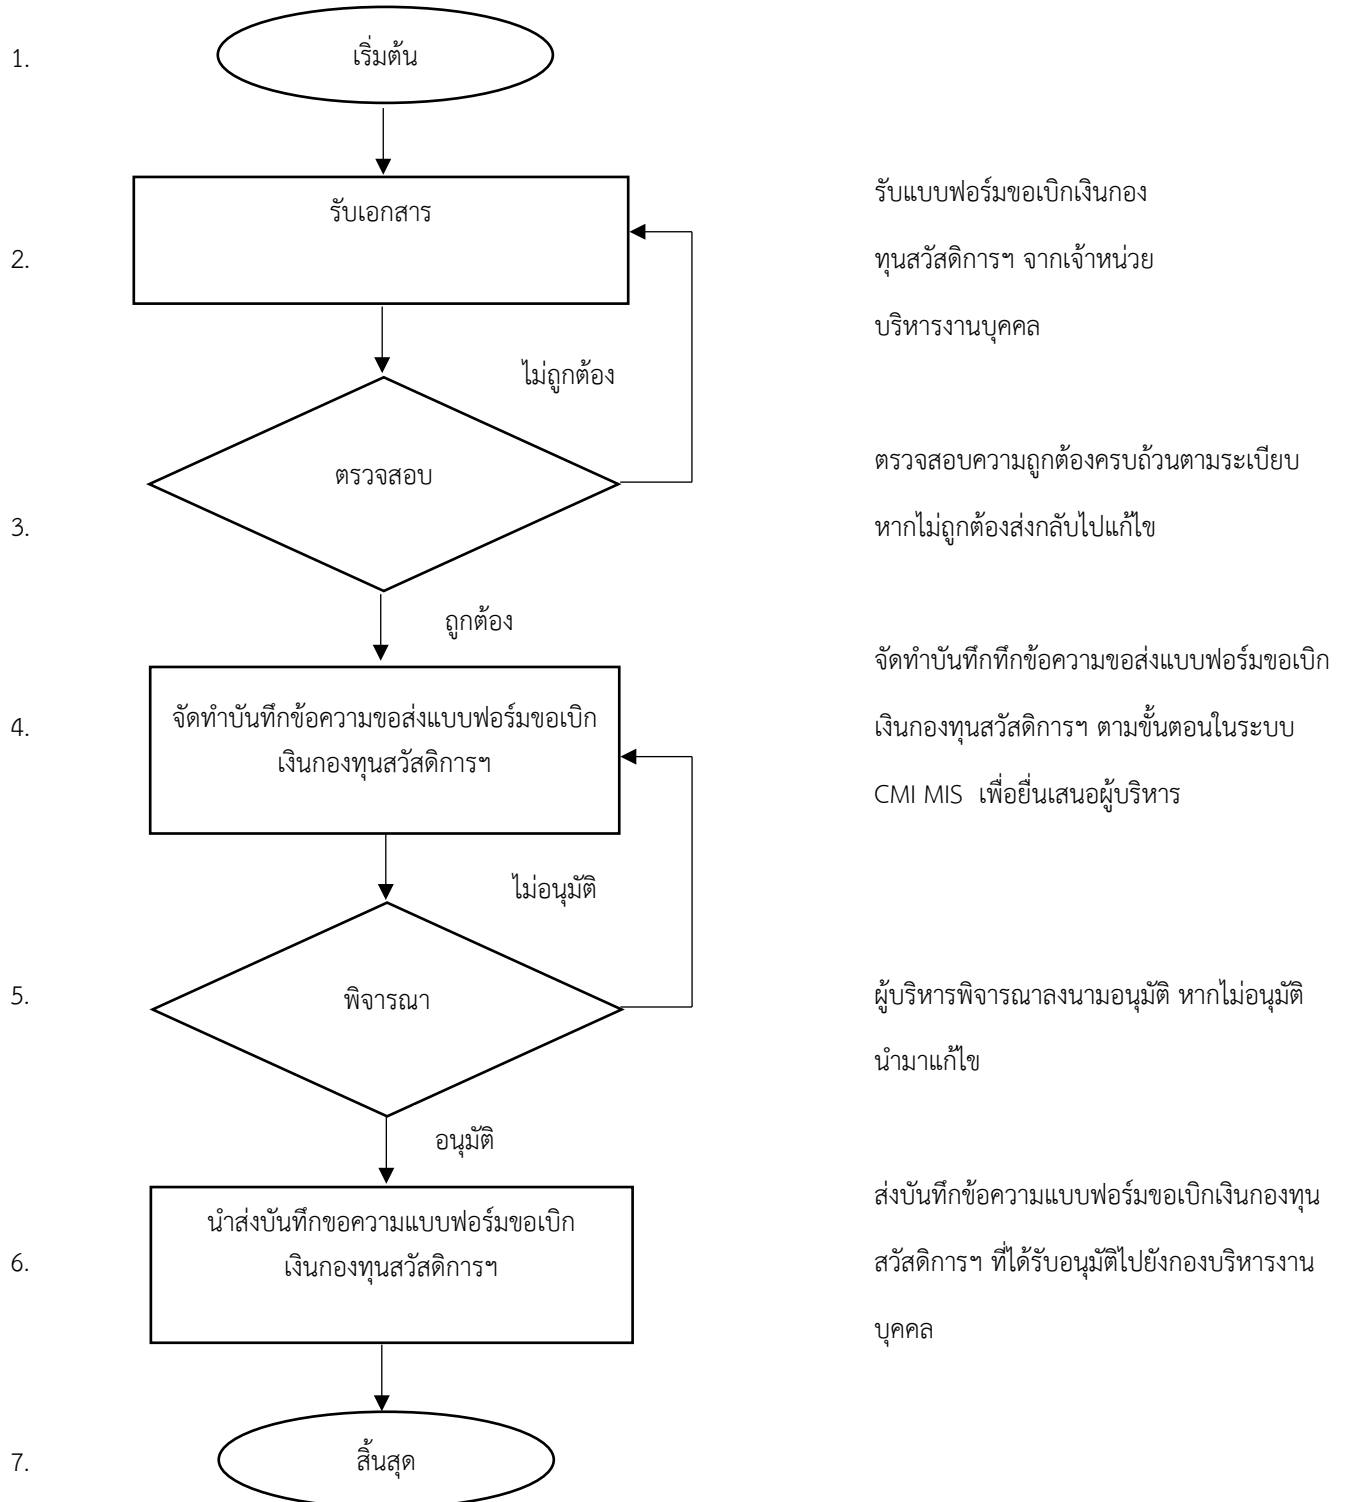 1.
เริ่มต้น
2.
รับเอกสาร
รับแบบฟอร์มขอเบิกเงินกอง
ทุนสวัสดิการฯ จากเจ้าหน่วย
บริหารงานบุคคล
ไม่ถูกต้อง
3.
ตรวจสอบ
ตรวจสอบความถูกต้องครบถ้วนตามระเบียบ
หากไม่ถูกต้องส่งกลับไปแก้ไข
ถูกต้อง
4.
จัดทำบันทึกข้อความขอส่งแบบฟอร์มขอเบิก
เงินกองทุนสวัสดิการฯ
จัดทำบันทึกทึกข้อความขอส่งแบบฟอร์มขอเบิก
เงินกองทุนสวัสดิการฯ ตามขั้นตอนในระบบ
CMI MIS เพื่อยื่นเสนอผู้บริหาร
ไม่อนุมัติ
5.
พิจารณา
ผู้บริหารพิจารณาลงนามอนุมัติ หากไม่อนุมัติ
นำมาแก้ไข
อนุมัติ
6.
นำส่งบันทึกขอความแบบฟอร์มขอเบิก
เงินกองทุนสวัสดิการฯ
ส่งบันทึกข้อความแบบฟอร์มขอเบิกเงินกองทุน
สวัสดิการฯ ที่ได้รับอนุมัติไปยังกองบริหารงาน
บุคคล
7.
สิ้นสุด